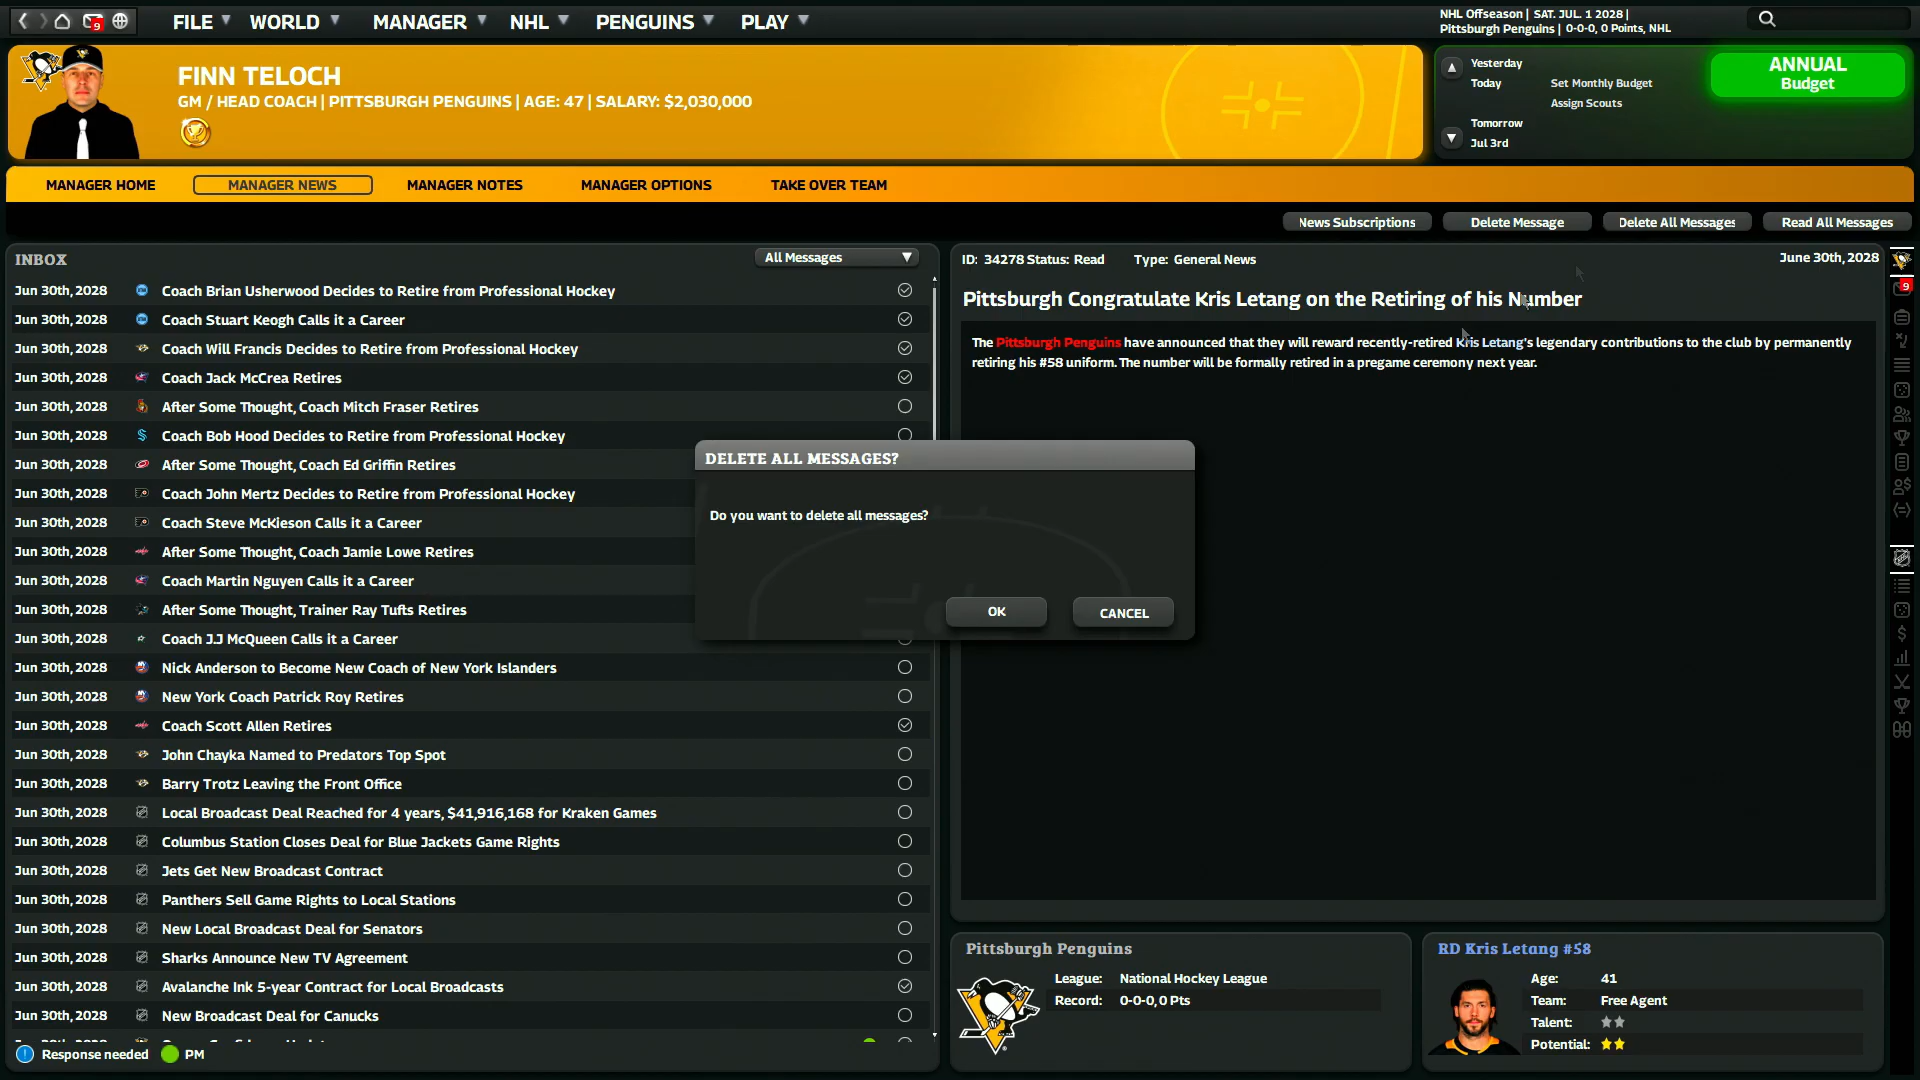 FILE WORLD MANAGER NHL PENGUINS PLAY
9
NHL Offseason | SAT. JUL. 1 2028 |
Pittsburgh Penguins | 0-0-0, 0 Points, NHL
FINN TELOCH
GM / HEAD COACH | PITTSBURGH PENGUINS | AGE: 47 | SALARY: $2,030,000
Yesterday
Today Set Monthly Budget
Assign Scouts
Tomorrow
Jul 3rd
ANNUAL
Budget
MANAGER HOME MANAGER NEWS MANAGER NOTES MANAGER OPTIONS TAKE OVER TEAM
News Subscriptions Delete Message Delete All Messages Read All Messages
INBOX All Messages
Jun 30th, 2028 Coach Brian Usherwood Decides to Retire from Professional Hockey
Jun 30th, 2028 Coach Stuart Keogh Calls it a Career
Jun 30th, 2028 Coach Will Francis Decides to Retire from Professional Hockey
Jun 30th, 2028 Coach Jack McCrea Retires
Jun 30th, 2028 After Some Thought, Coach Mitch Fraser Retires
Jun 30th, 2028 Coach Bob Hood Decides to Retire from Professional Hockey
Jun 30th, 2028 After Some Thought, Coach Ed Griffin Retires
Jun 30th, 2028 Coach John Mertz Decides to Retire from Professional Hockey
Jun 30th, 2028 Coach Steve McKieson Calls it a Career
Jun 30th, 2028 After Some Thought, Coach Jamie Lowe Retires
Jun 30th, 2028 Coach Martin Nguyen Calls it a Career
Jun 30th, 2028 After Some Thought, Trainer Ray Tufts Retires
Jun 30th, 2028 Coach J.J McQueen Calls it a Career
Jun 30th, 2028 Nick Anderson to Become New Coach of New York Islanders
Jun 30th, 2028 New York Coach Patrick Roy Retires
Jun 30th, 2028 Coach Scott Allen Retires
Jun 30th, 2028 John Chayka Named to Predators Top Spot
Jun 30th, 2028 Barry Trotz Leaving the Front Office
Jun 30th, 2028 Local Broadcast Deal Reached for 4 years, $41,916,168 for Kraken Games
Jun 30th, 2028 Columbus Station Closes Deal for Blue Jackets Game Rights
Jun 30th, 2028 Jets Get New Broadcast Contract
Jun 30th, 2028 Panthers Sell Game Rights to Local Stations
Jun 30th, 2028 New Local Broadcast Deal for Senators
Jun 30th, 2028 Sharks Announce New TV Agreement
Jun 30th, 2028 Avalanche Ink 5-year Contract for Local Broadcasts
Jun 30th, 2028 New Broadcast Deal for Canucks
Response needed PM
ID: 34278 Status: Read Type: General News June 30th, 2028
Pittsburgh Congratulate Kris Letang on the Retiring of his Number
The Pittsburgh Penguins have announced that they will reward recently-retired Kris Letang's legendary contributions to the club by permanently
retiring his #58 uniform. The number will be formally retired in a pregame ceremony next year.
9
DELETE ALL MESSAGES?
Do you want to delete all messages?
OK CANCEL
Pittsburgh Penguins
League: National Hockey League
Record: 0-0-0, 0 Pts
RD Kris Letang #58
Age: 41
Team: Free Agent
Talent:
Potential: